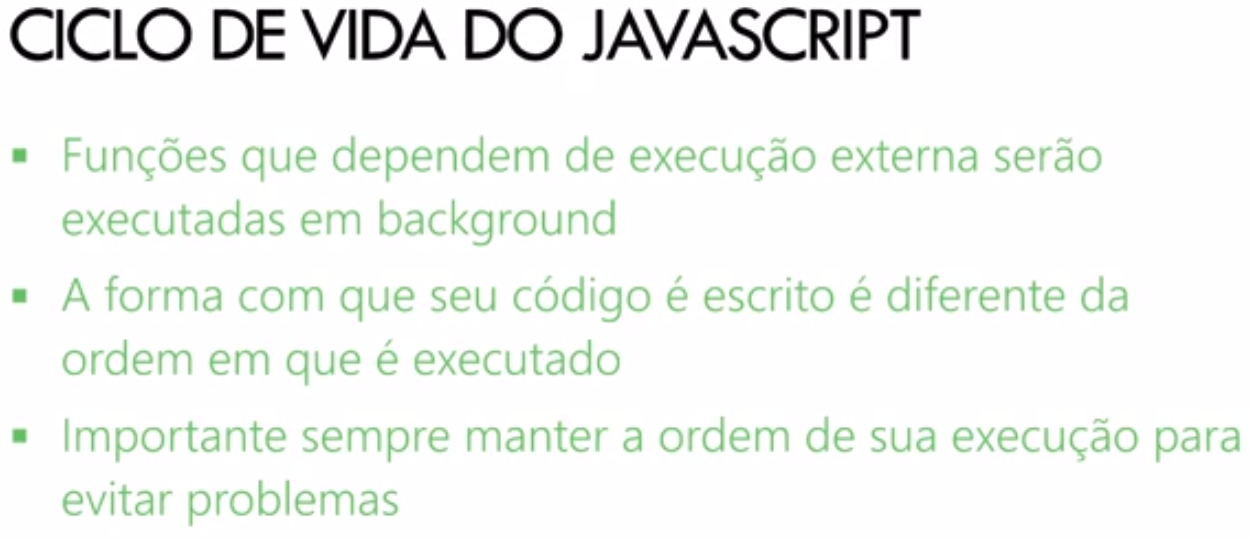 CICLO DE VIDA DO JAVASCRIPT
▪ Funções que dependem de execução externa serão
executadas em background
▪ A forma com que seu código é escrito é diferente da
ordem em que é executado
▪ Importante sempre manter a ordem de sua execução para
evitar problemas